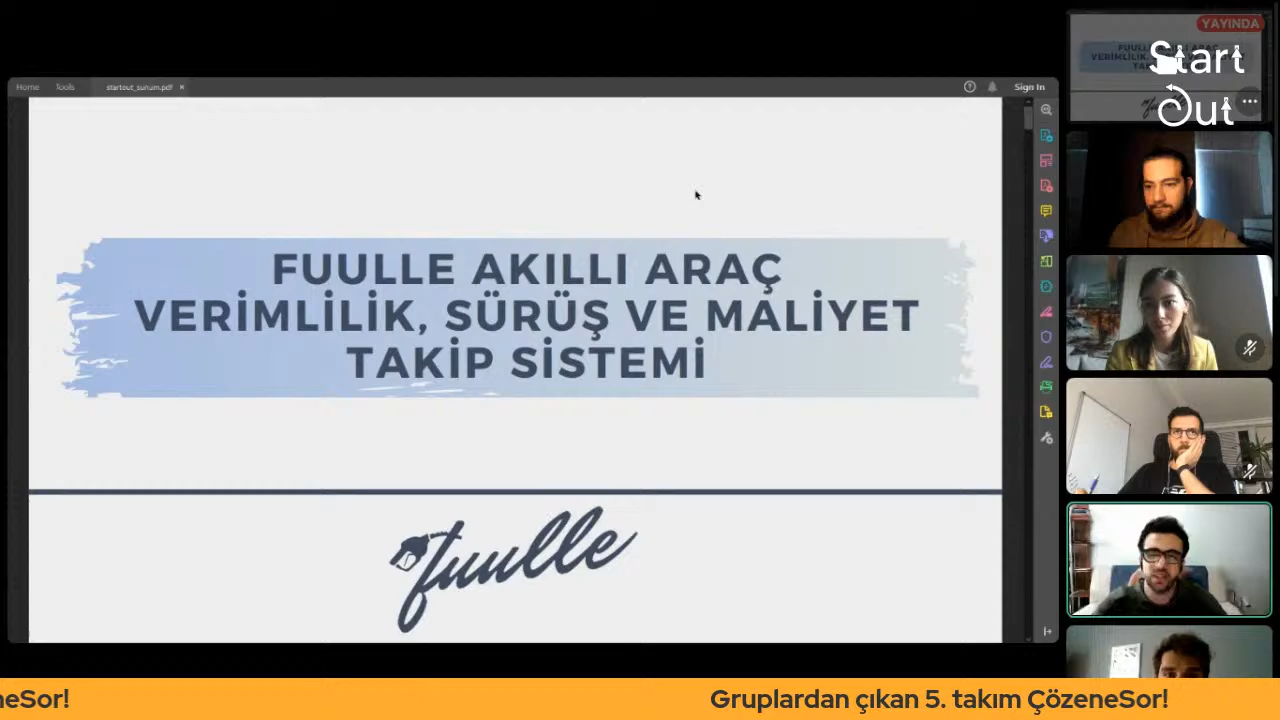 YAYINDA
Start
Out
Home Tools startout_sunum.pdf × Sign In
FUULLE AKILLI ARAÇ
VERİMLİLİK, SÜRÜŞ VE MALİYET
TAKİP SİSTEMİ
fuulle
neSor! Gruplardan çıkan 5. takım ÇözeneSor!